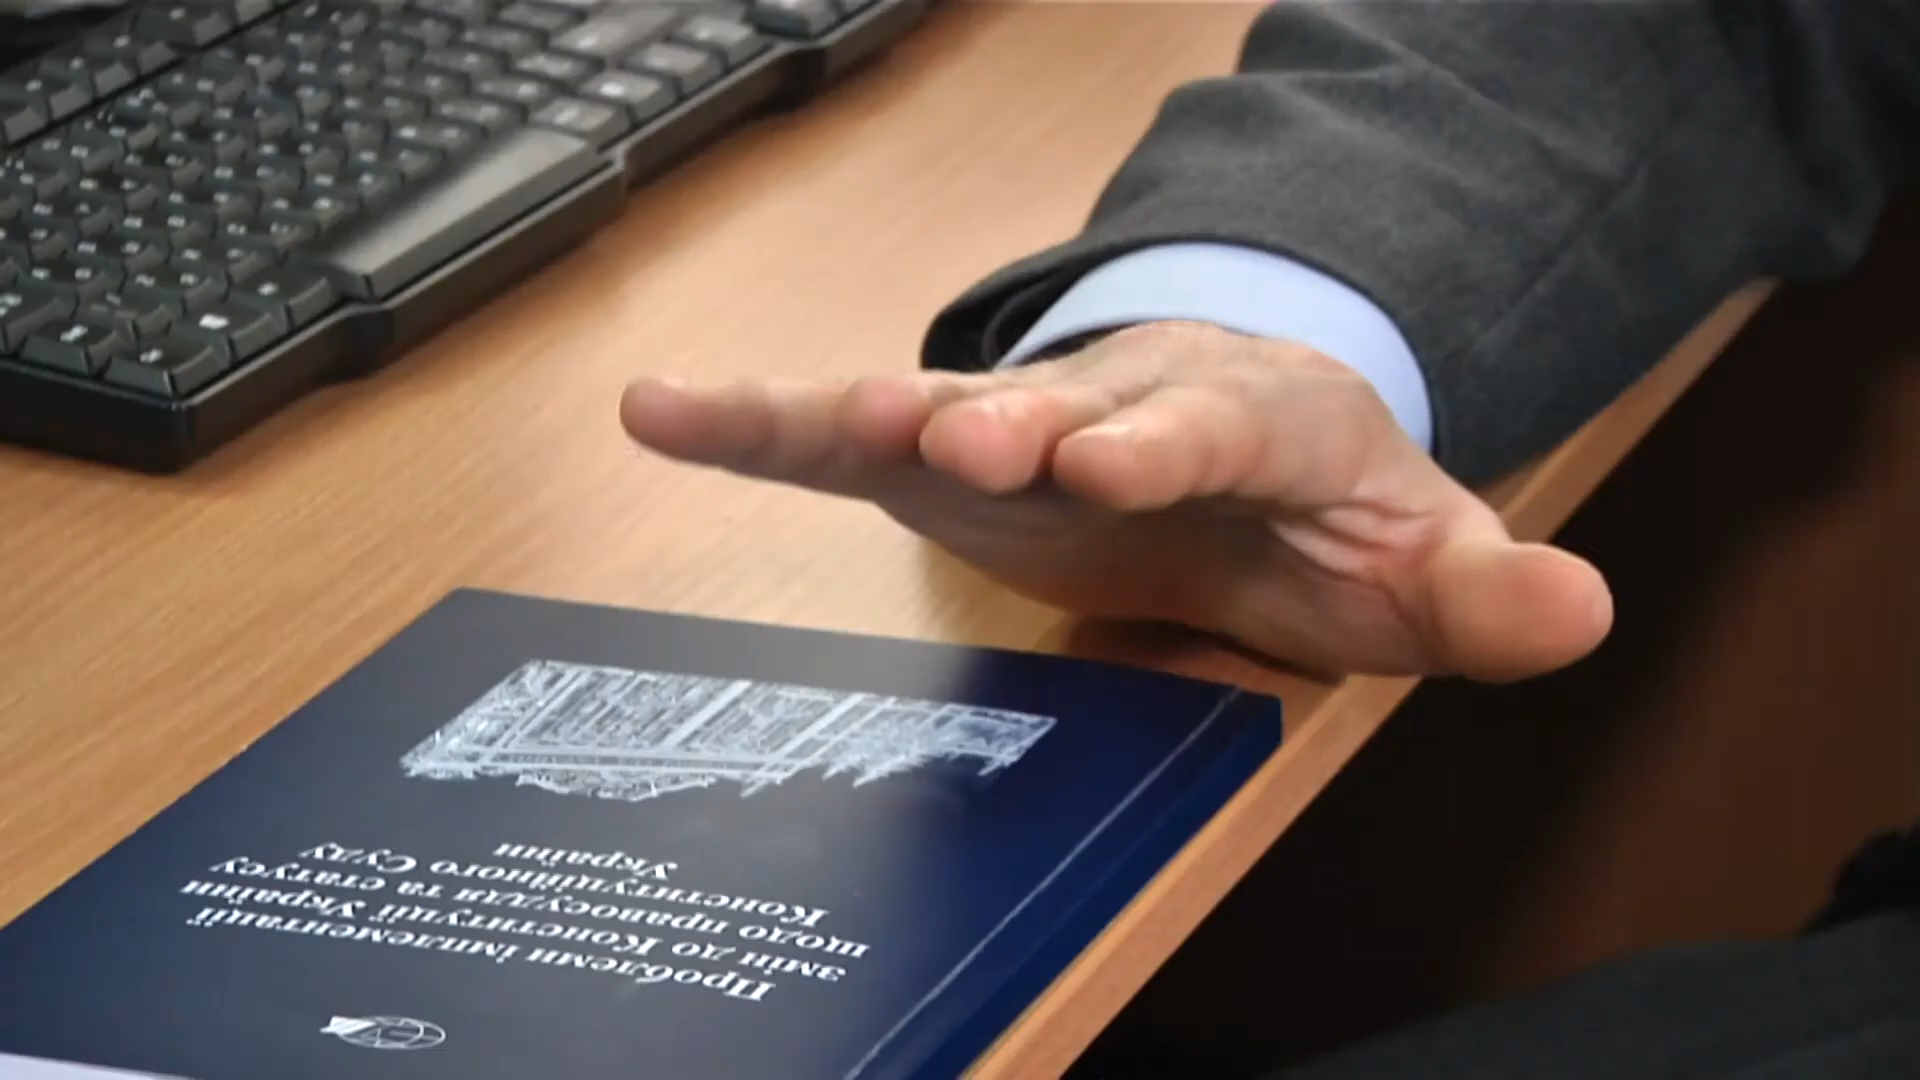 Проблеми імплементації
змін до Конституції України
щодо правосуддя та статусу
Конституційного Суду
України